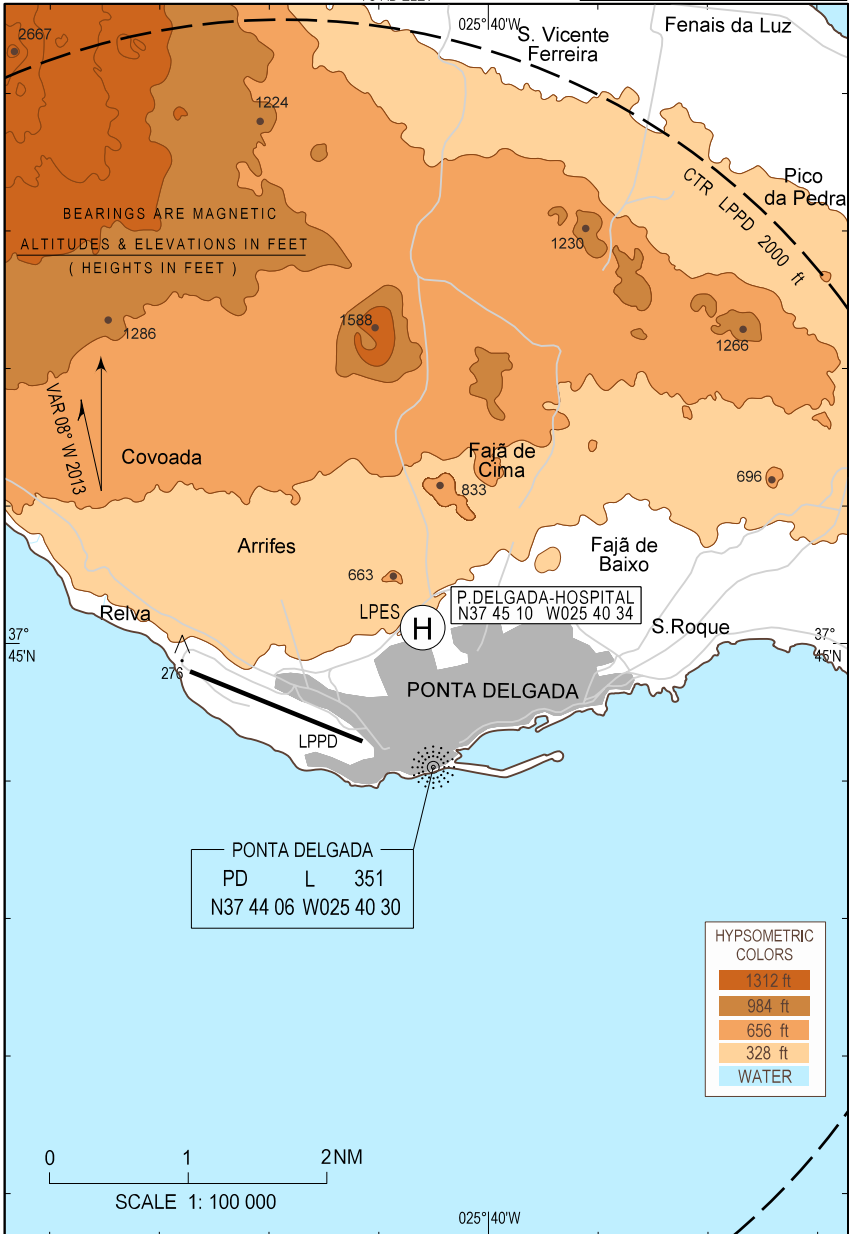 025° 40'W
Fenais da Luz
S. Vicente
Ferreira
2667
1224
Pico
da Pedra
CTR LPPD 2000 ft
BEARINGS ARE MAGNETIC
ALTITUDES & ELEVATIONS IN FEET
( HEIGHTS IN FEET )
1230
1286
1588
1266
VAR 08° W 2013
Covoada
Fajã de
Cima
833
696
Arrifes
Fajã de
Baixo
663
Relva
LPES
H
P.DELGADA-HOSPITAL
N37 45 10 W025 40 34
S.Roque
37°
45'N
37°
45'N
276
PONTA DELGADA
LPPD
PONTA DELGADA
PD L 351
N37 44 06 W025 40 30
HYPSOMETRIC
COLORS
1312 ft
984 ft
656 ft
328 ft
WATER
0 1 2NM
SCALE 1: 100 000
025° 40'W